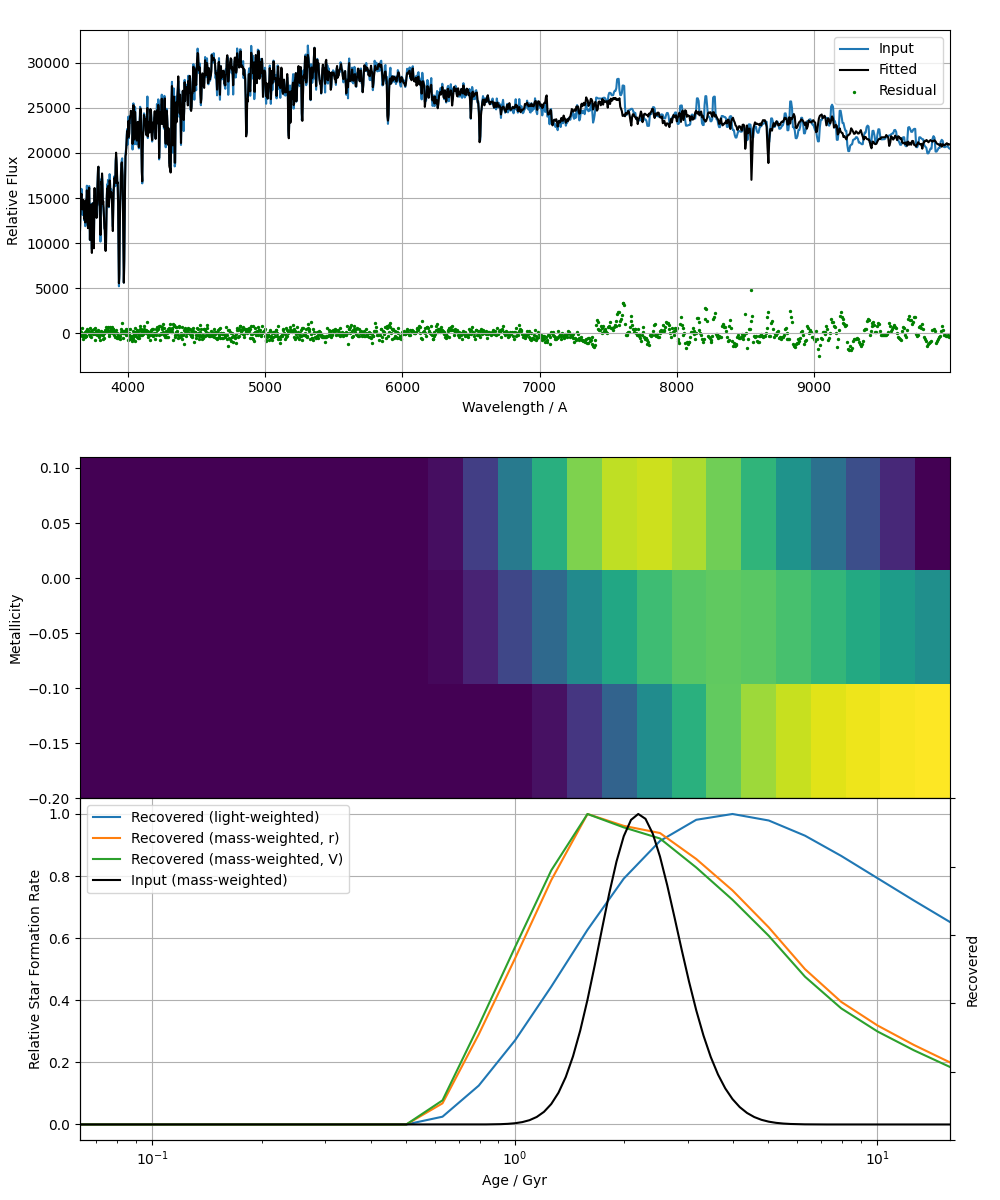 30000
25000
20000
15000
10000
5000
0
Relative Flux
Input
Fitted
Residual
4000 5000 6000 7000 8000 9000
Wavelength / A
0.10
0.05
0.00
−0.05
−0.10
−0.15
−0.20
Metallicity
1.0
0.8
0.6
0.4
0.2
0.0
Relative Star Formation Rate
Recovered (light-weighted)
Recovered (mass-weighted, r)
Recovered (mass-weighted, V)
Input (mass-weighted)
Recovered
10⁻¹ 10⁰ 10¹
Age / Gyr